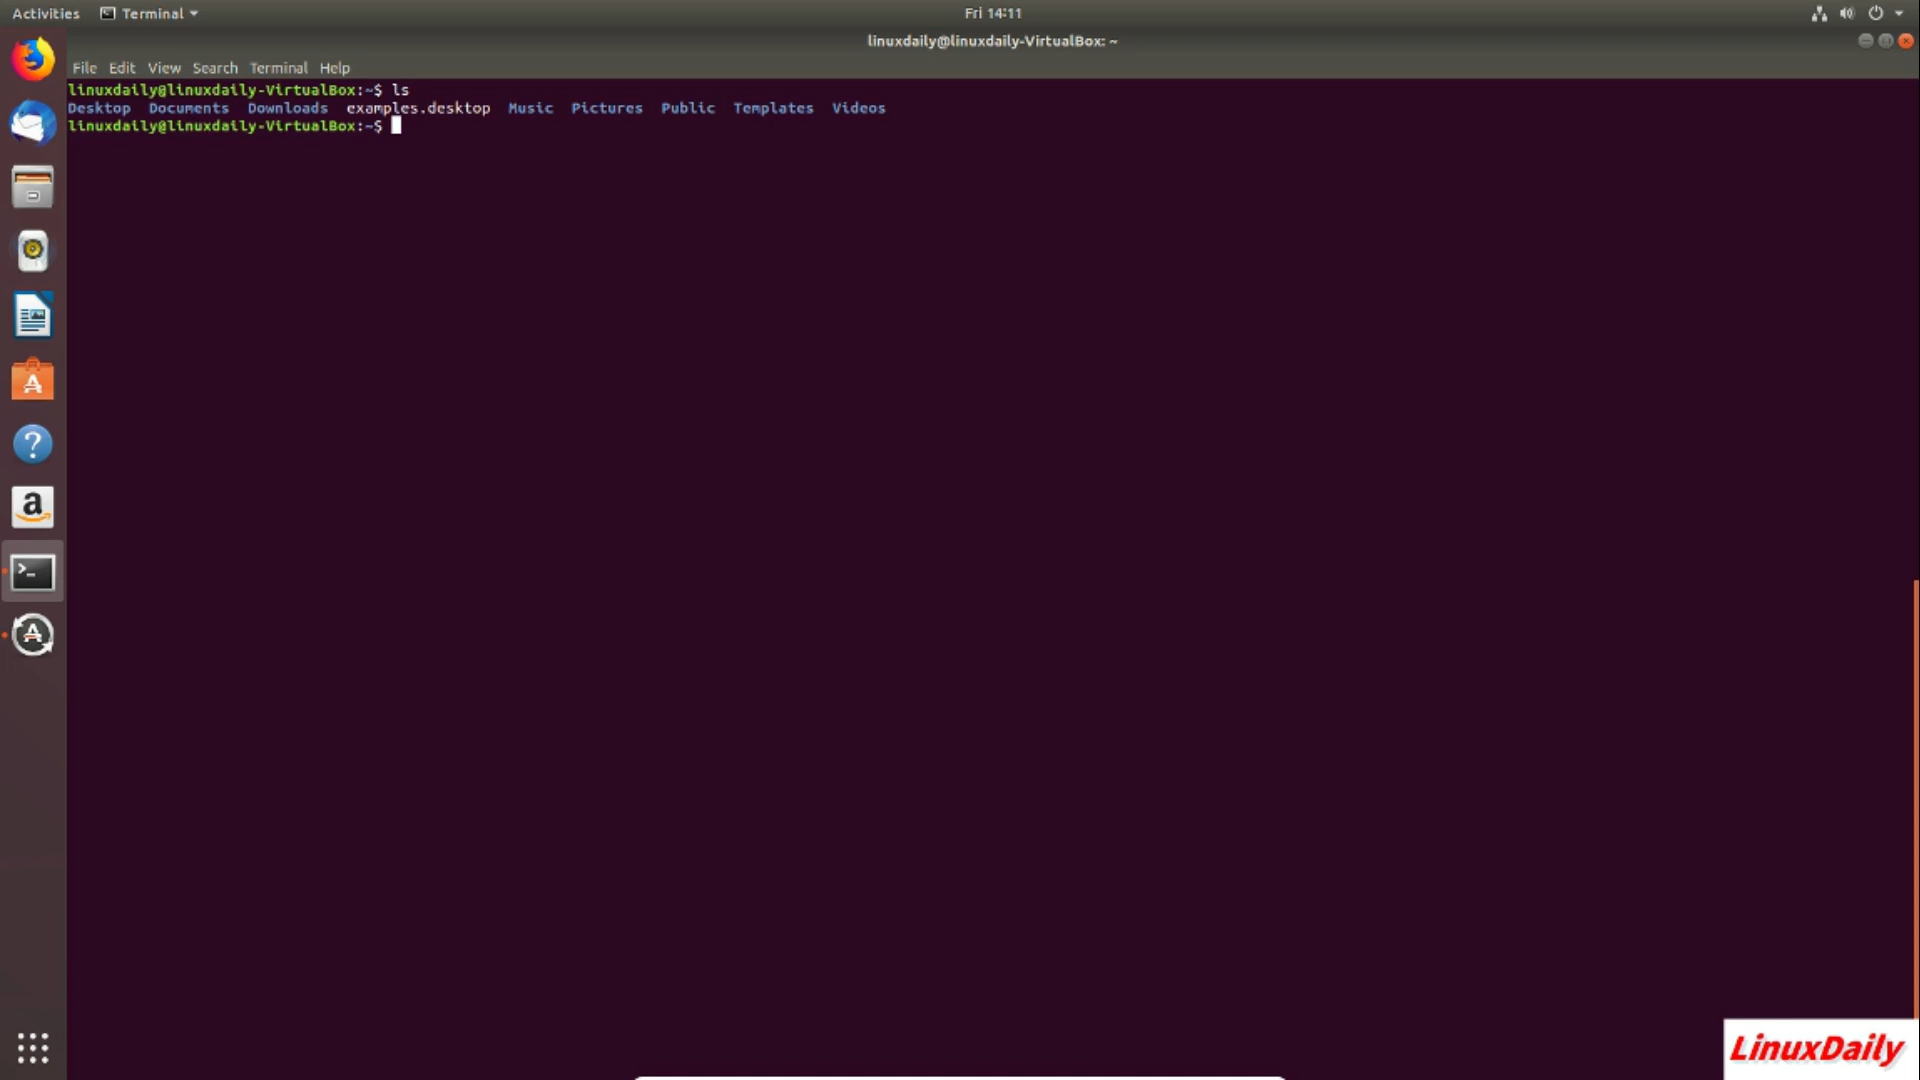 Activities Terminal Fri 14:11
linuxdaily@linuxdaily-VirtualBox: ~
File Edit View Search Terminal Help
linuxdaily@linuxdaily-VirtualBox:~$ ls
Desktop Documents Downloads examples.desktop Music Pictures Public Templates Videos
linuxdaily@linuxdaily-VirtualBox:~$
LinuxDaily